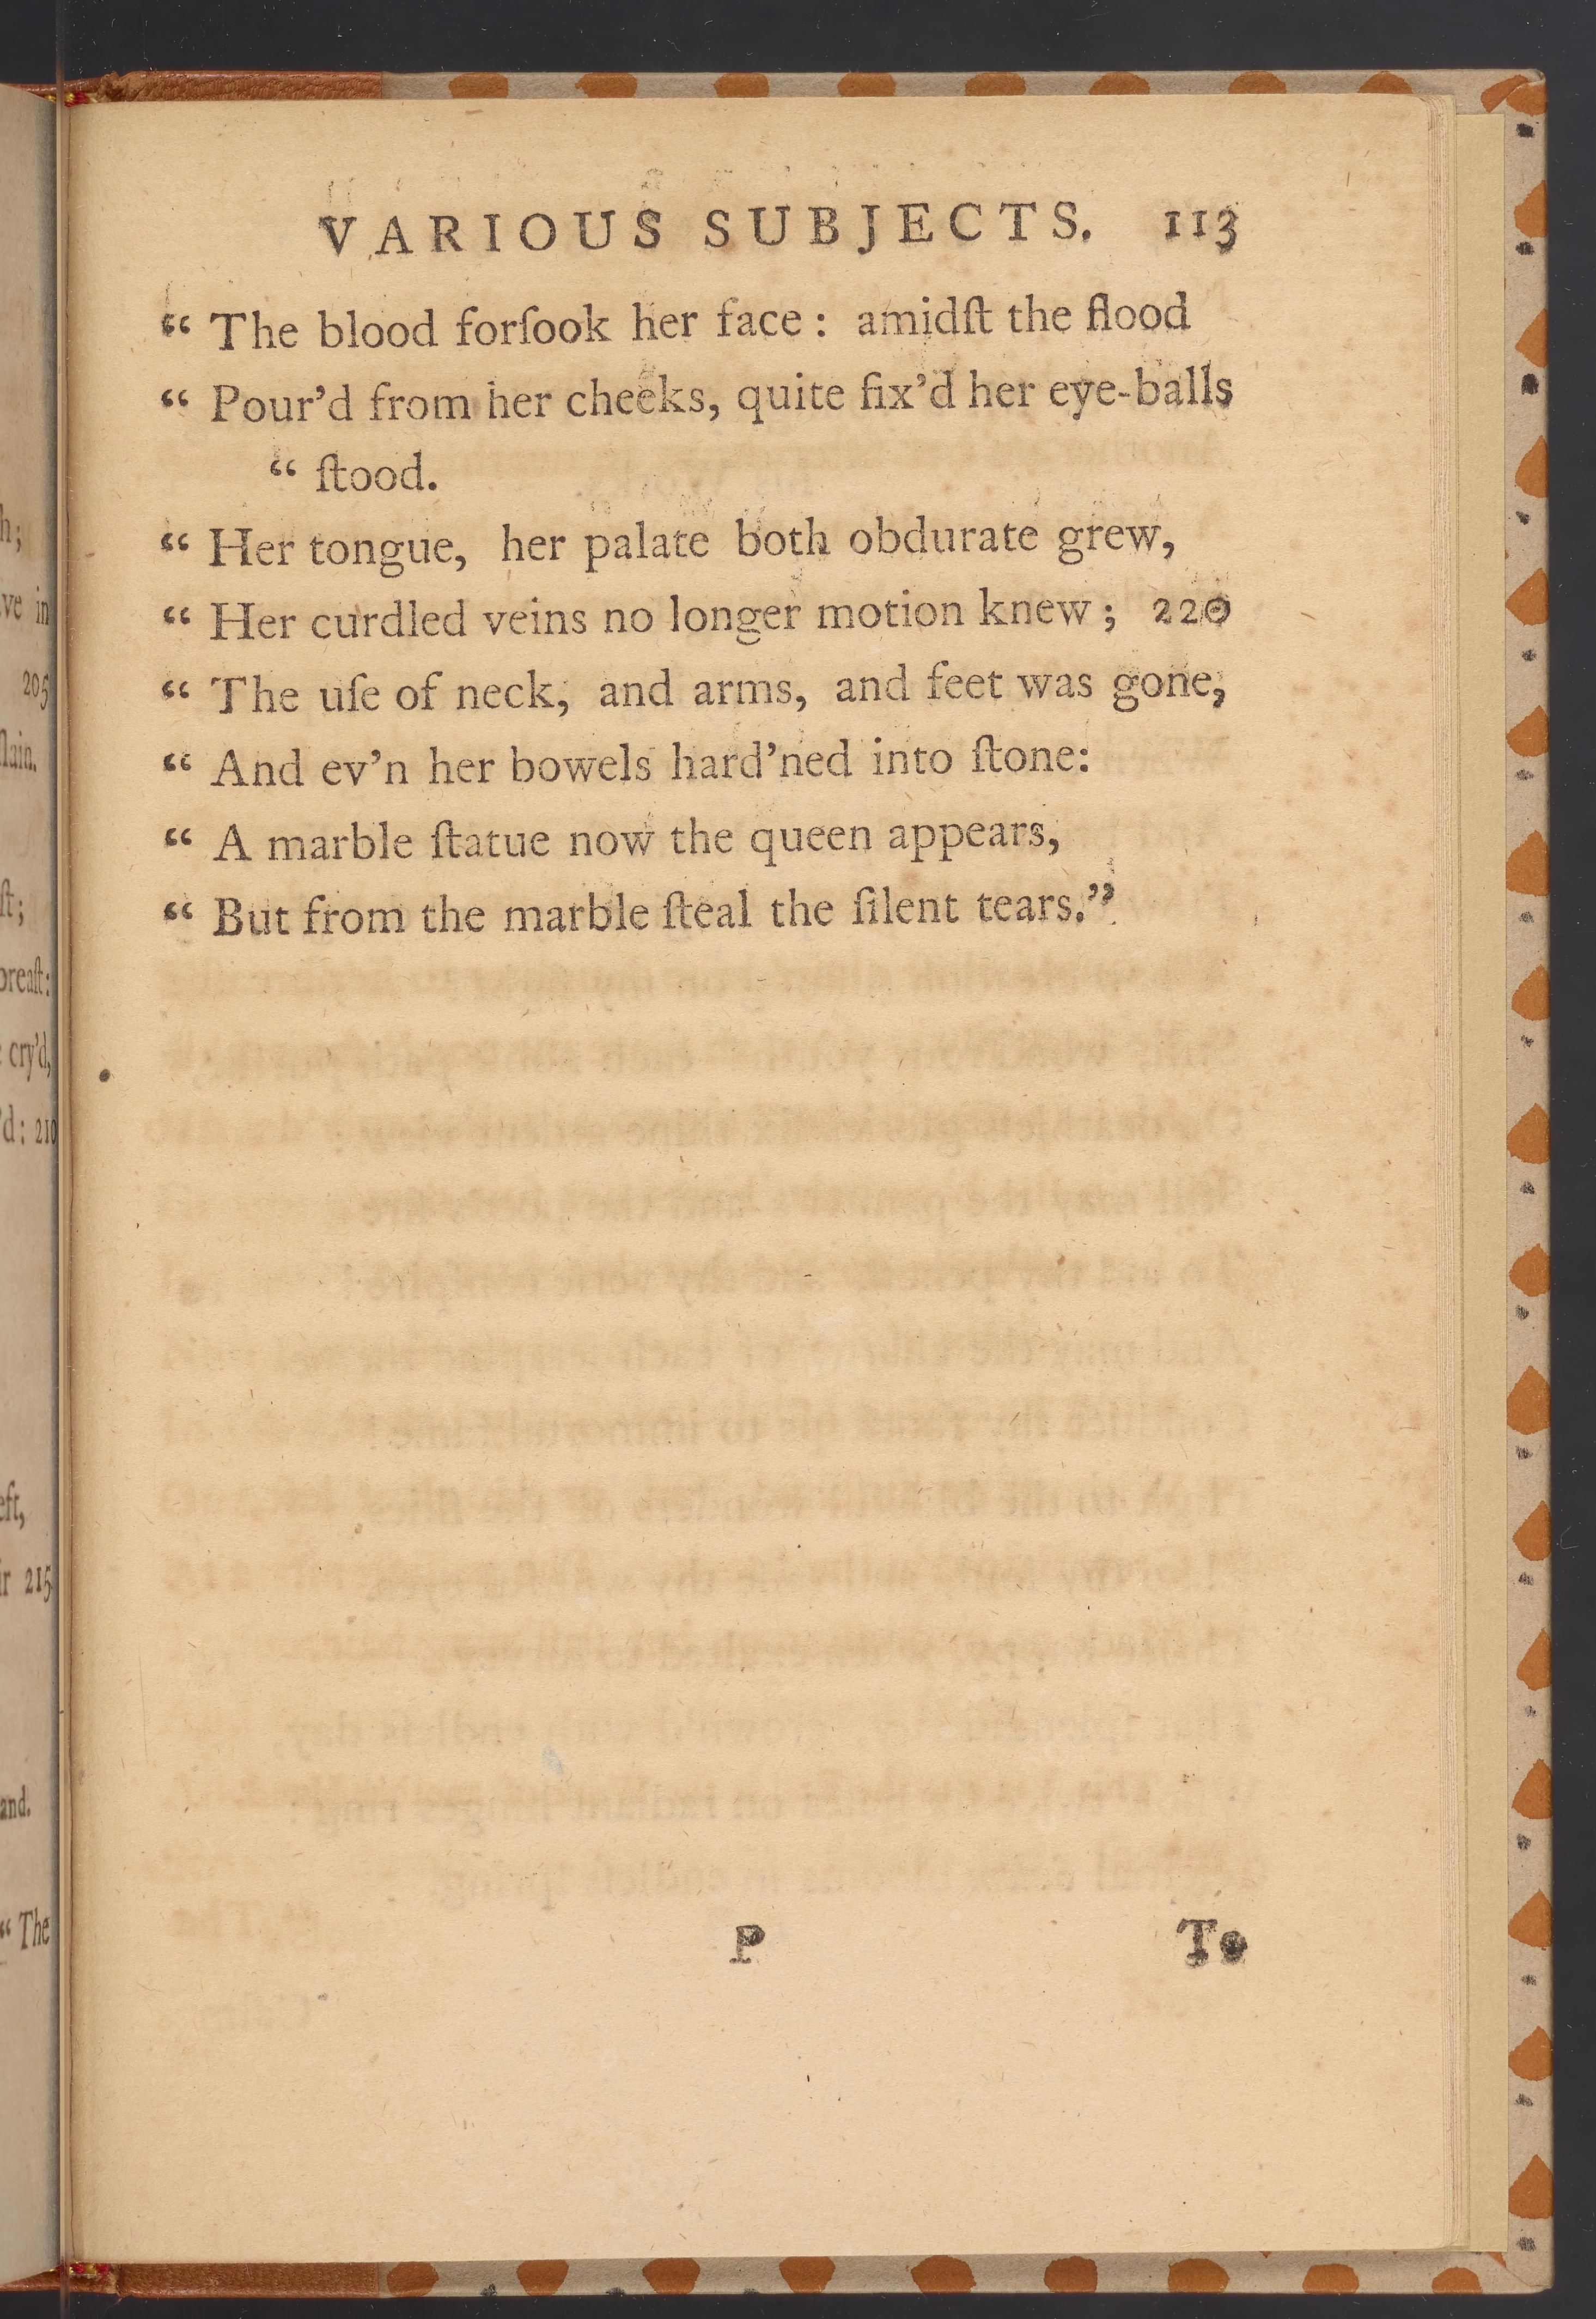 VARIOUS SUBJECTS. 113
“ The blood forſook her face : amidſt the flood
“ Pour’d from her cheeks, quite fix’d her eye-balls
“ ſtood.
“ Her tongue, her palate both obdurate grew,
“ Her curdled veins no longer motion knew ; 220
“ The uſe of neck, and arms, and feet was gone,
“ And ev’n her bowels hard’ned into ſtone:
“ A marble ſtatue now the queen appears,
“ But from the marble ſteal the ſilent tears.”
P To